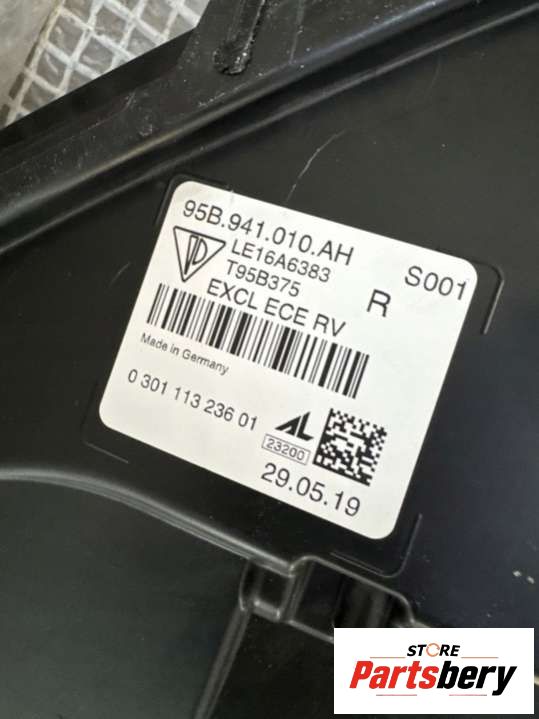 95B.941.010.AH
LE16A6383
T95B375
EXCL ECE RV
R
S001
Made in Germany
0 301 113 236 01
AL
23200
29.05.19
STORE
Partsbery